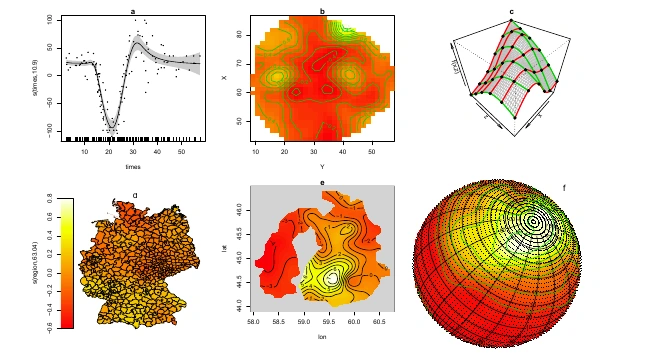 a
s(times,10.9)
100
50
0
−50
−100
10 20 30 40 50
times
b
X
80
70
60
50
10 20 30 40 50
Y
c
f(x,z)
z
x
d
s(region,63.04)
0.8
0.6
0.4
0.2
0.0
−0.2
−0.4
−0.6
e
lat
46.0
45.5
45.0
44.5
44.0
58.0 58.5 59.0 59.5 60.0 60.5
lon
f